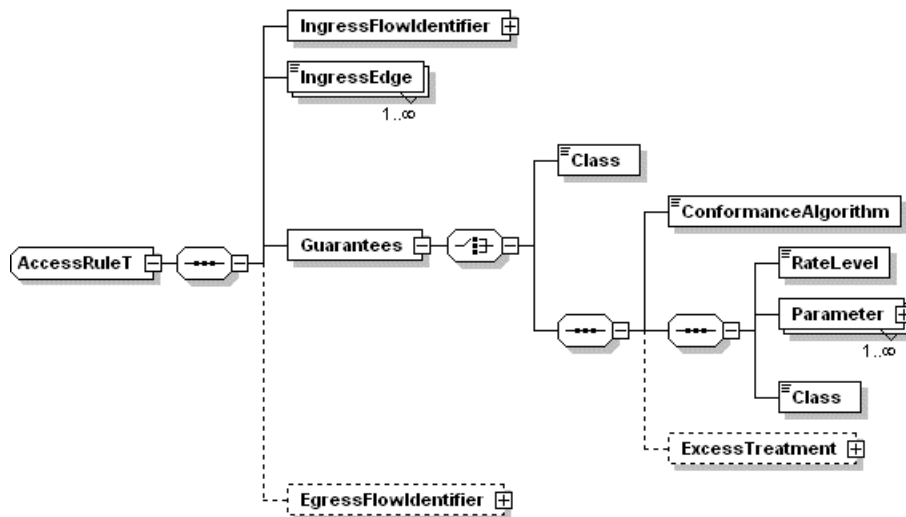 IngressFlowIdentifier
IngressEdge
1..∞
Class
ConformanceAlgorithm
Guarantees
AccessRuleT
RateLevel
Parameter
1..∞
Class
ExcessTreatment
EgressFlowIdentifier